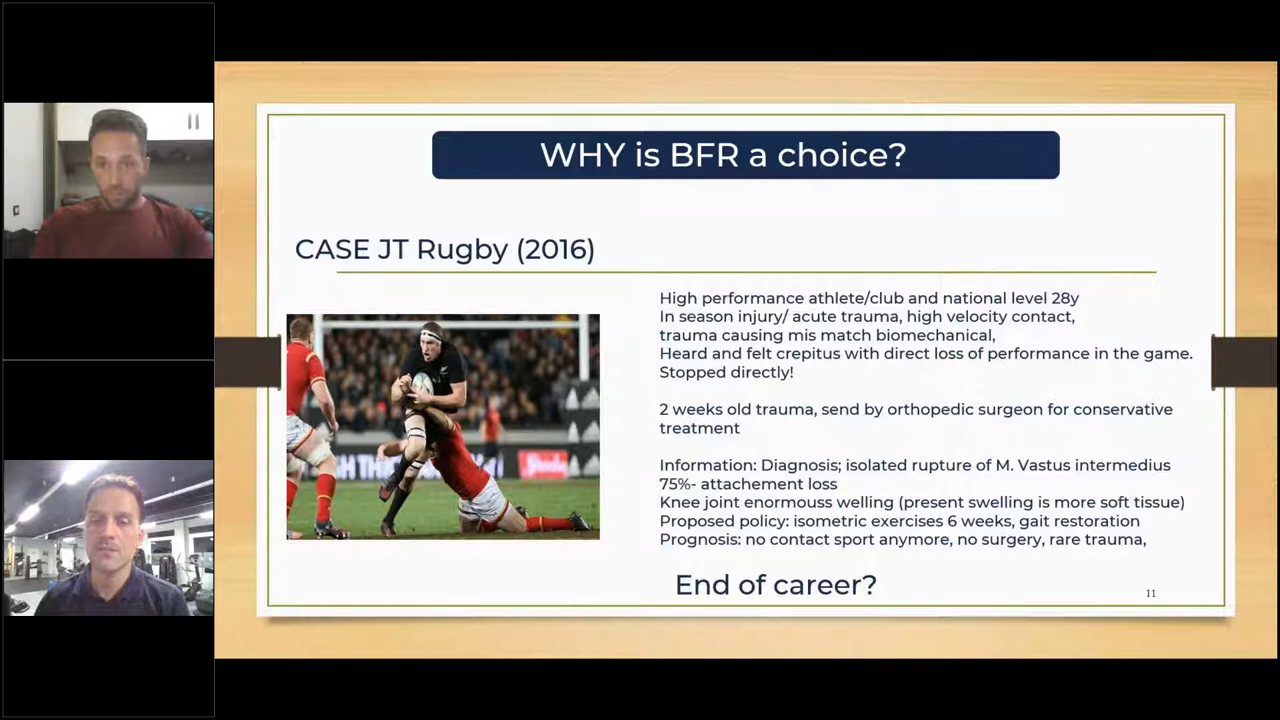 WHY is BFR a choice?
CASE JT Rugby (2016)
High performance athlete/club and national level 28y
In season injury/ acute trauma, high velocity contact,
trauma causing mis match biomechanical,
Heard and felt crepitus with direct loss of performance in the game.
Stopped directly!
2 weeks old trauma, send by orthopedic surgeon for conservative
treatment
Information: Diagnosis; isolated rupture of M. Vastus intermedius
75%- attachement loss
Knee joint enormouss welling (present swelling is more soft tissue)
Proposed policy: isometric exercises 6 weeks, gait restoration
Prognosis: no contact sport anymore, no surgery, rare trauma,
End of career?
11